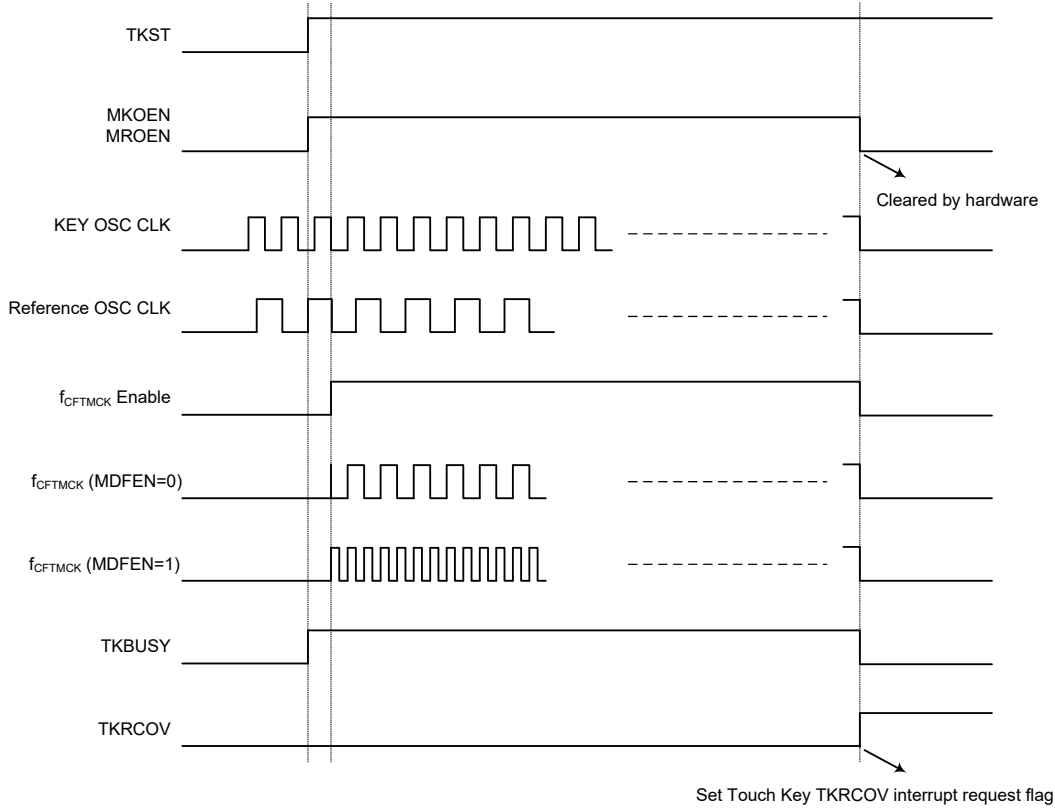 TKST
MKOEN
MROEN
Cleared by hardware
KEY OSC CLK
Reference OSC CLK
fCFTMCK Enable
fCFTMCK (MDFEN=0)
fCFTMCK (MDFEN=1)
TKBUSY
TKRCOV
Set Touch Key TKRCOV interrupt request flag